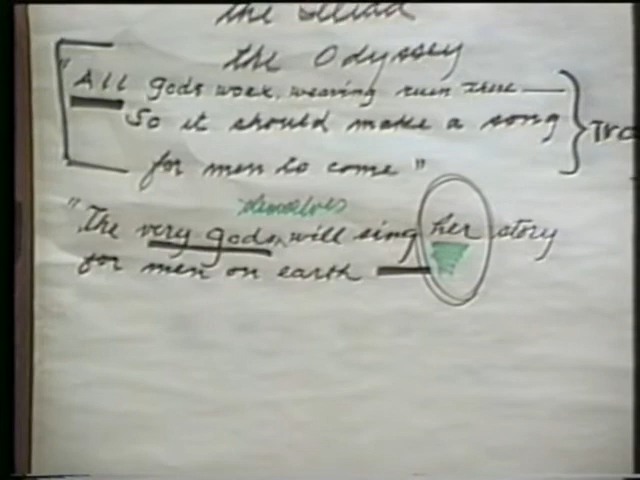 the Iliad
the Odyssey
"All gods work, weaving ruin there —
So it should make a song
for men to come"
Tro
themselves
"The very gods, will sing her story
for men on earth —